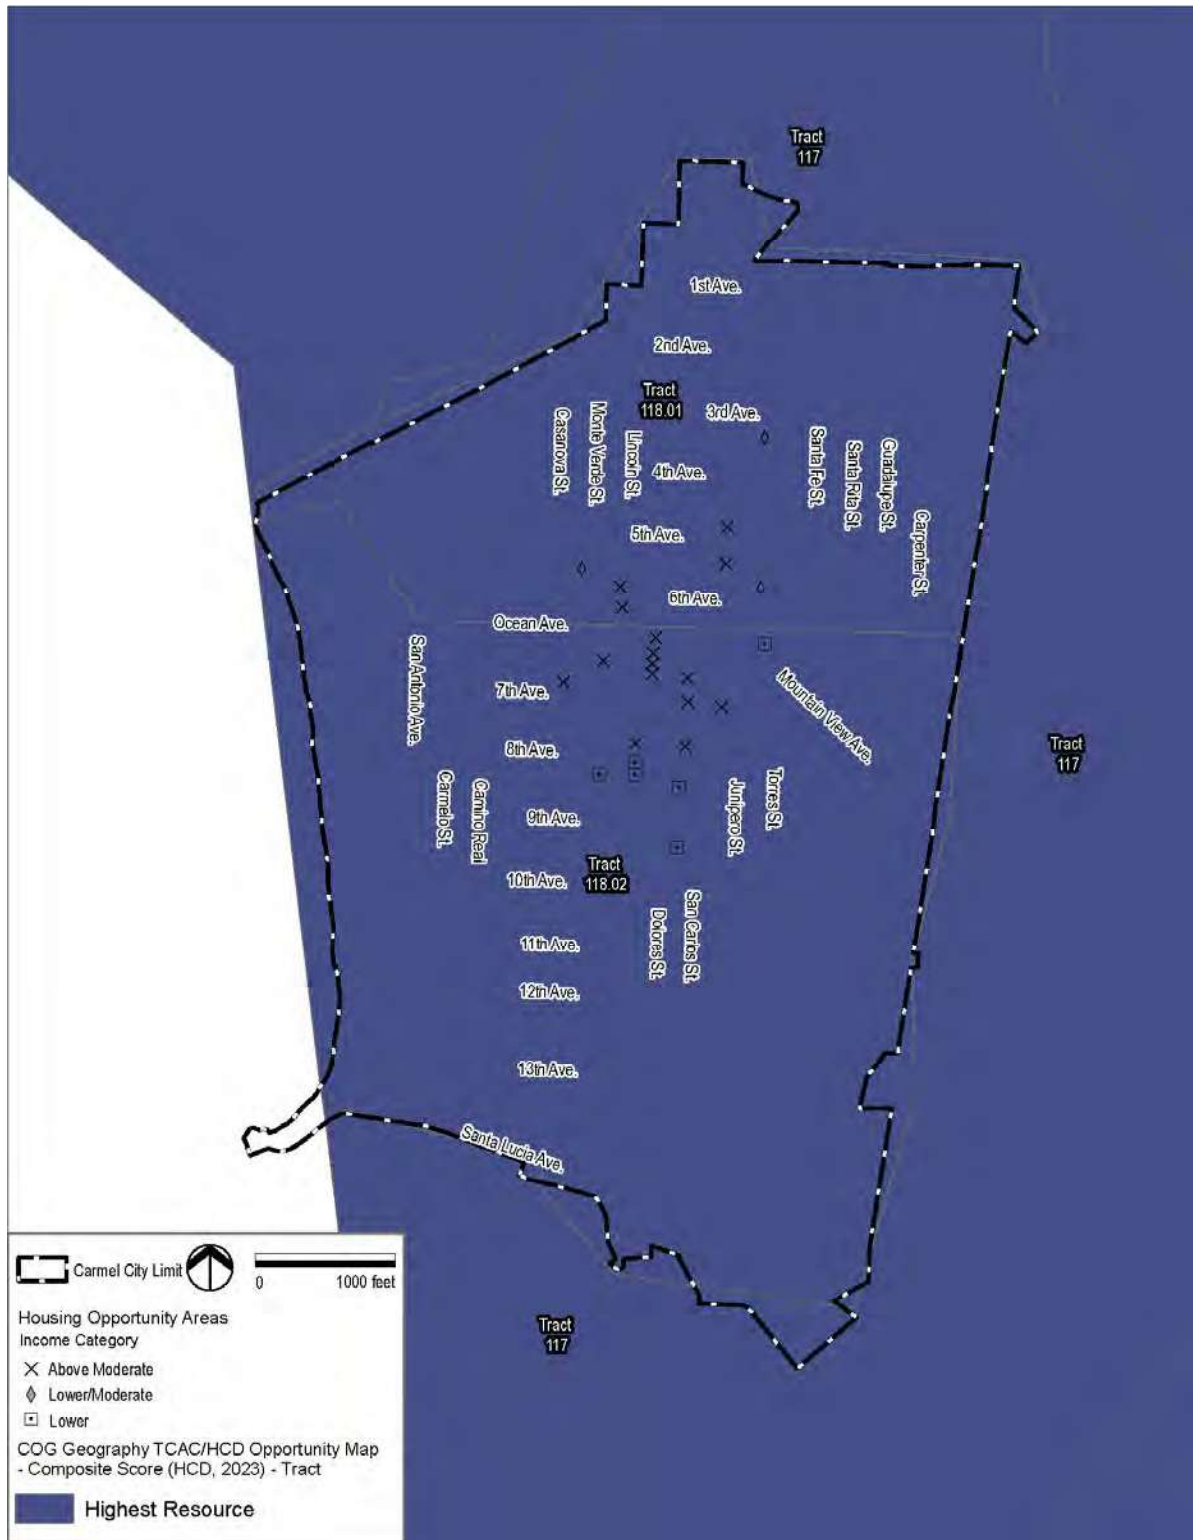 Tract
117
1st Ave.
2nd Ave.
Tract
118.01
3rd Ave.
Casanova St.
Monte Verde St.
Lincoln St.
4th Ave.
Santa Fe St.
Santa Rita St.
Guadalupe St.
Carpenter St.
5th Ave.
6th Ave.
Ocean Ave.
San Antonio Ave.
7th Ave.
Mountain View Ave.
8th Ave.
Tract
117
Carmelo St.
Camino Real
Junipero St.
Torres St.
9th Ave.
Tract
118.02
10th Ave.
Dolores St.
San Carlos St.
11th Ave.
12th Ave.
13th Ave.
Santa Lucia Ave.
Tract
117
Carmel City Limit
0 1000 feet
Housing Opportunity Areas
Income Category
Above Moderate
Lower/Moderate
Lower
COG Geography TCAC/HCD Opportunity Map
- Composite Score (HCD, 2023) - Tract
Highest Resource